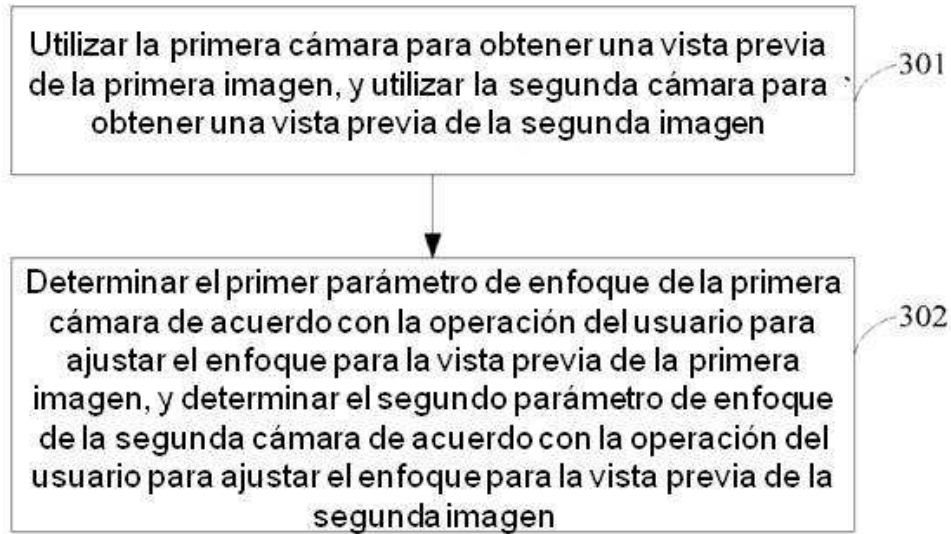 Utilizar la primera cámara para obtener una vista previa
de la primera imagen, y utilizar la segunda cámara para
obtener una vista previa de la segunda imagen
301
Determinar el primer parámetro de enfoque de la primera
cámara de acuerdo con la operación del usuario para
ajustar el enfoque para la vista previa de la primera
imagen, y determinar el segundo parámetro de enfoque
de la segunda cámara de acuerdo con la operación del
usuario para ajustar el enfoque para la vista previa de la
segunda imagen
302